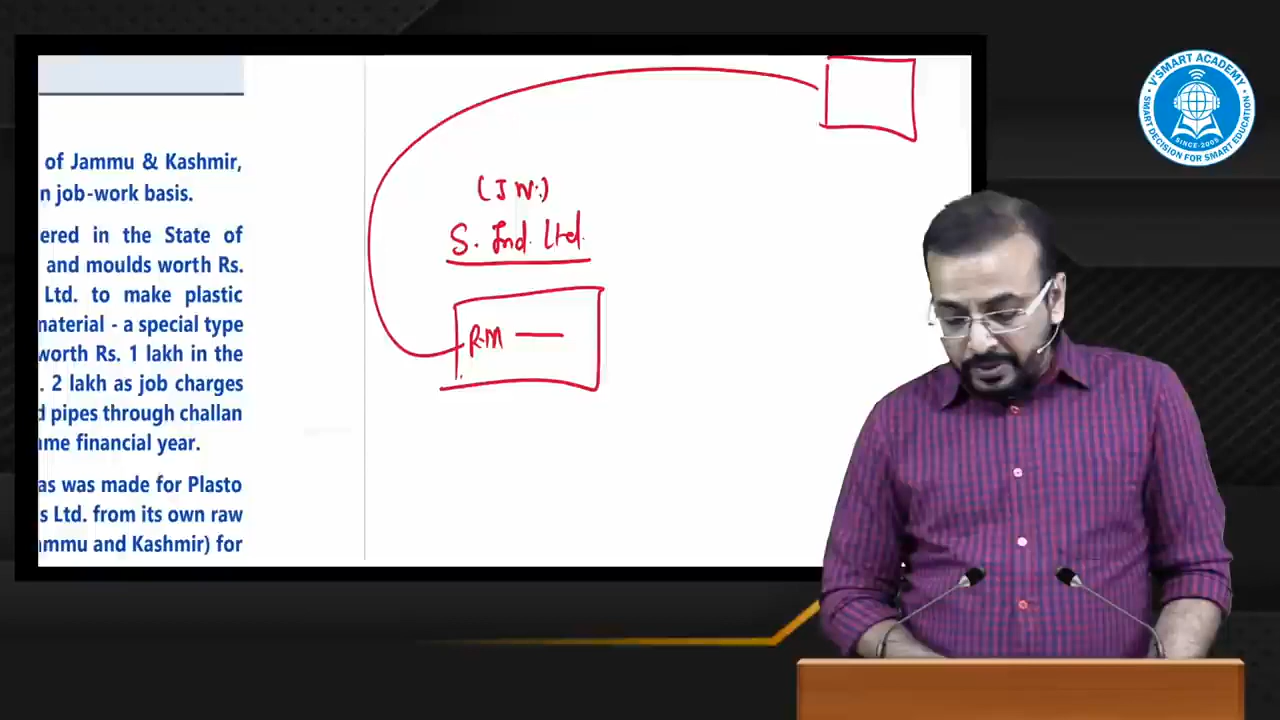 of Jammu & Kashmir,
n job-work basis.
ered in the State of
and moulds worth Rs.
Ltd. to make plastic
material - a special type
worth Rs. 1 lakh in the
. 2 lakh as job charges
d pipes through challan
ame financial year.
as was made for Plasto
s Ltd. from its own raw
ammu and Kashmir) for
(J W.)
S. Ind. Ltd.
R.M
V'SMART ACADEMY
SINCE-2005
SMART DECISION FOR SMART EDUCATION